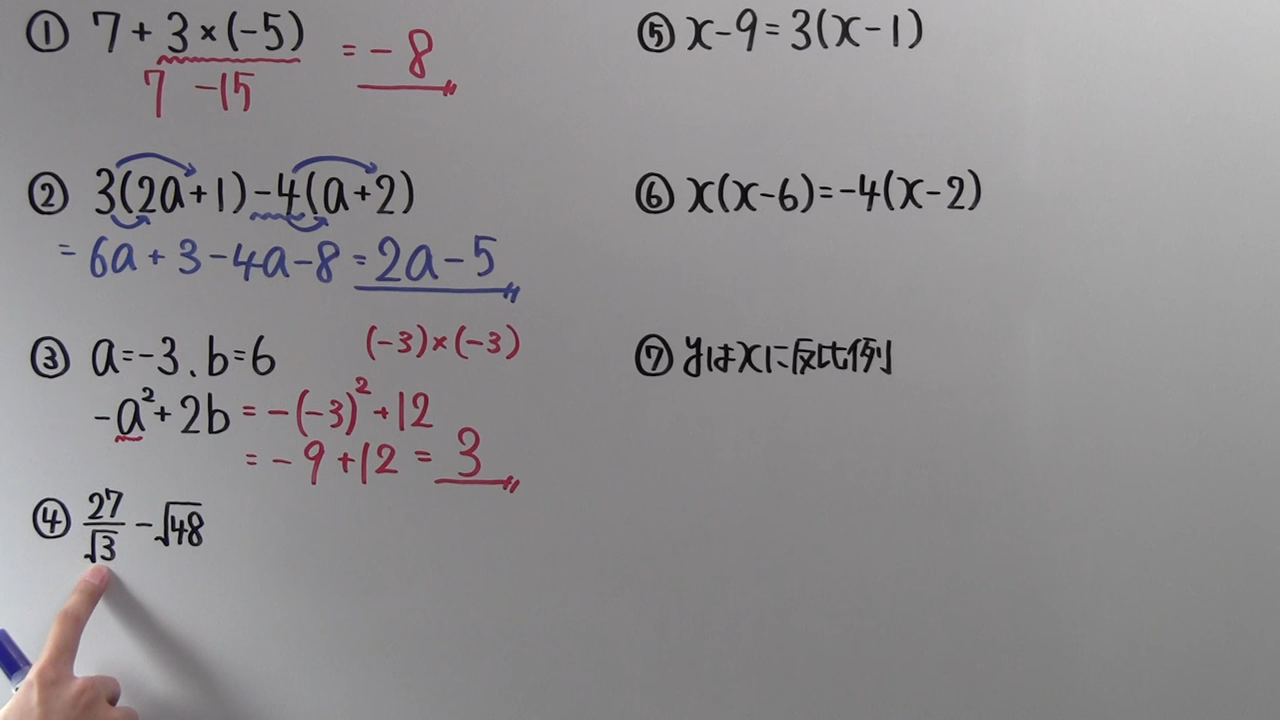 ① 7+3×(-5) =-8
7 -15
② 3(2a+1)-4(a+2)
=6a+3-4a-8=2a-5
③ a=-3、b=6 (-3)×(-3)
-a²+2b=-(-3)²+12
=-9+12=3
④ 27/√3-√48
⑤ x-9=3(x-1)
⑥ x(x-6)=-4(x-2)
⑦ yはxに反比例